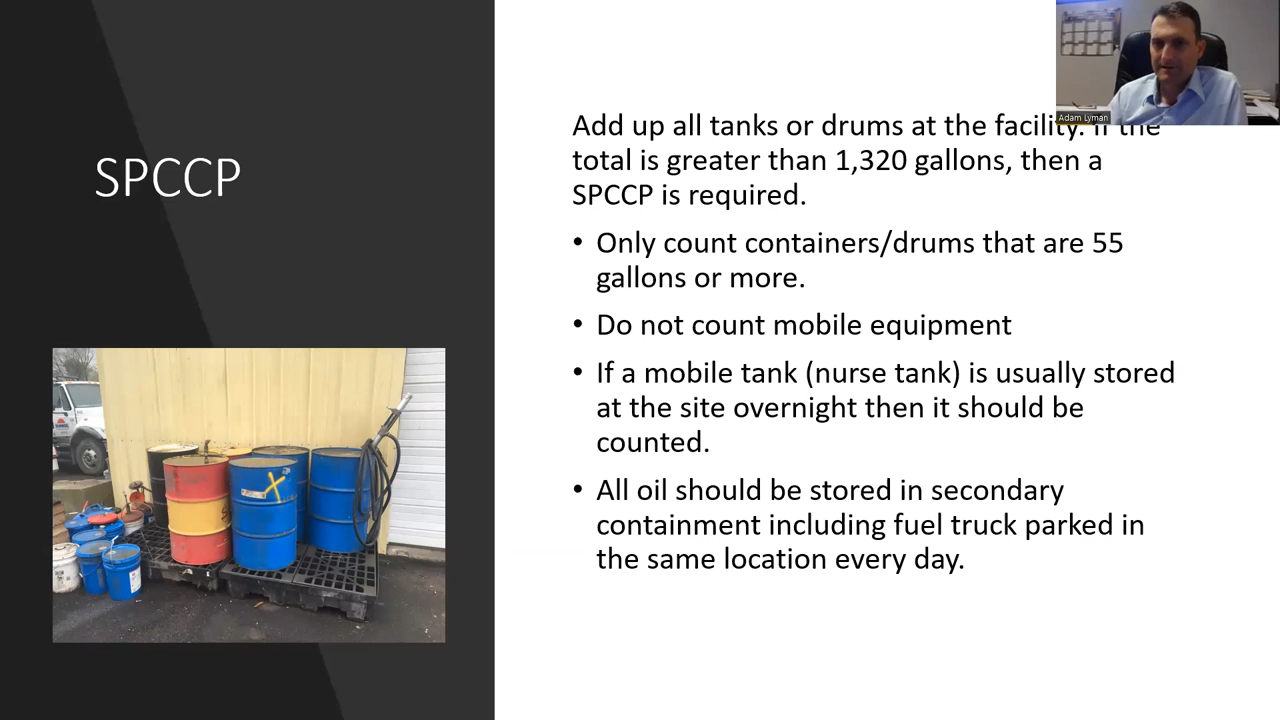 SPCCP
Add up all tanks or drums at the facility. If the
total is greater than 1,320 gallons, then a
SPCCP is required.
• Only count containers/drums that are 55
gallons or more.
• Do not count mobile equipment
• If a mobile tank (nurse tank) is usually stored
at the site overnight then it should be
counted.
• All oil should be stored in secondary
containment including fuel truck parked in
the same location every day.
Adam Lyman